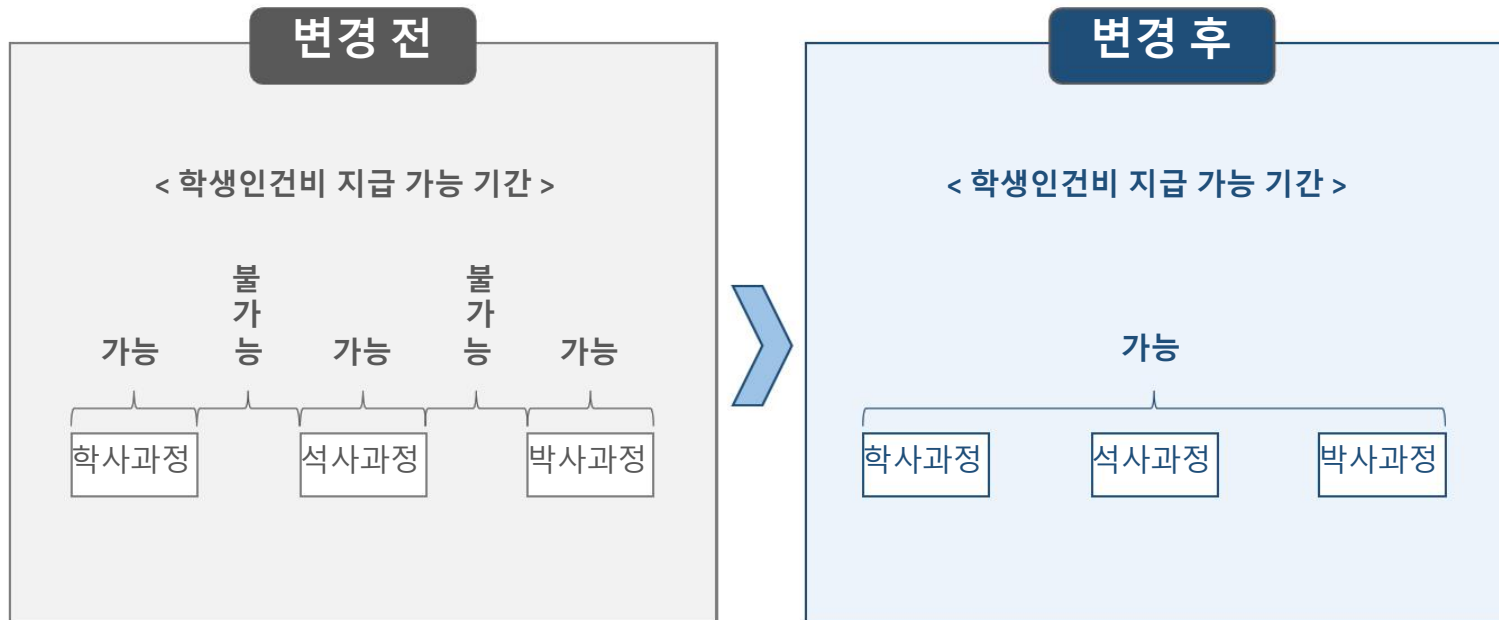 변경 전
< 학생인건비 지급 가능 기간 >
불
가
능
불
가
능
가능
가능
가능
학사과정
석사과정
박사과정
변경 후
< 학생인건비 지급 가능 기간 >
가능
학사과정
석사과정
박사과정